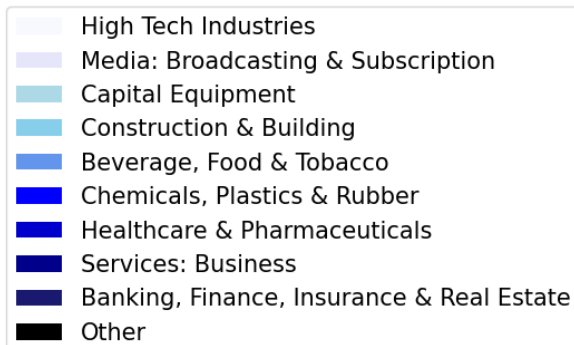 High Tech Industries
Media: Broadcasting & Subscription
Capital Equipment
Construction & Building
Beverage, Food & Tobacco
Chemicals, Plastics & Rubber
Healthcare & Pharmaceuticals
Services: Business
Banking, Finance, Insurance & Real Estate
Other